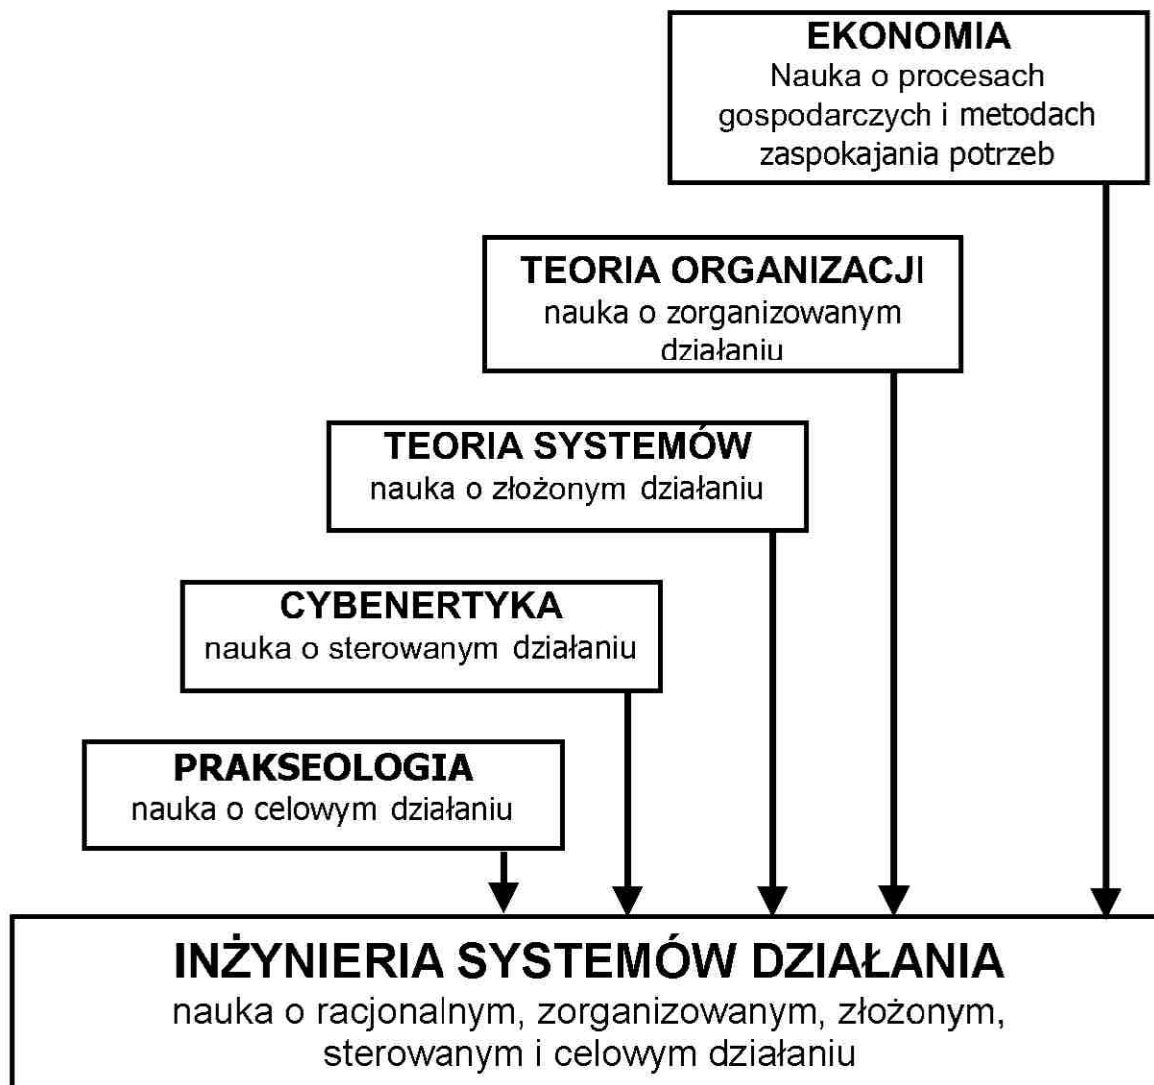 EKONOMIA
Nauka o procesach
gospodarczych i metodach
zaspokajania potrzeb
TEORIA ORGANIZACJI
nauka o zorganizowanym
działaniu
TEORIA SYSTEMÓW
nauka o złożonym działaniu
CYBENERTYKA
nauka o sterowanym działaniu
PRAKSEOLOGIA
nauka o celowym działaniu
INŻYNIERIA SYSTEMÓW DZIAŁANIA
nauka o racjonalnym, zorganizowanym, złożonym,
sterowanym i celowym działaniu